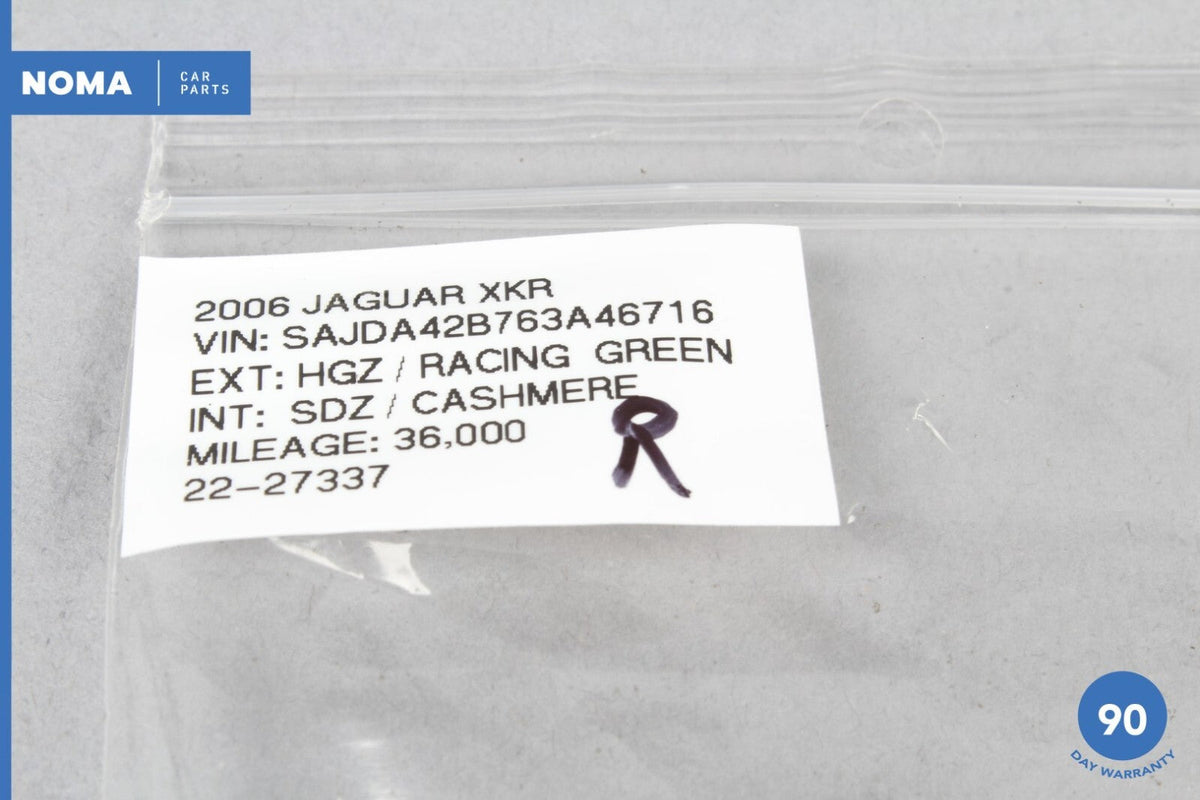 NOMA
CAR
PARTS
2006 JAGUAR XKR
VIN: SAJDA42B763A46716
EXT: HGZ / RACING GREEN
INT: SDZ / CASHMERE
MILEAGE: 36,000
R
22-27337
90
DAY WARRANTY